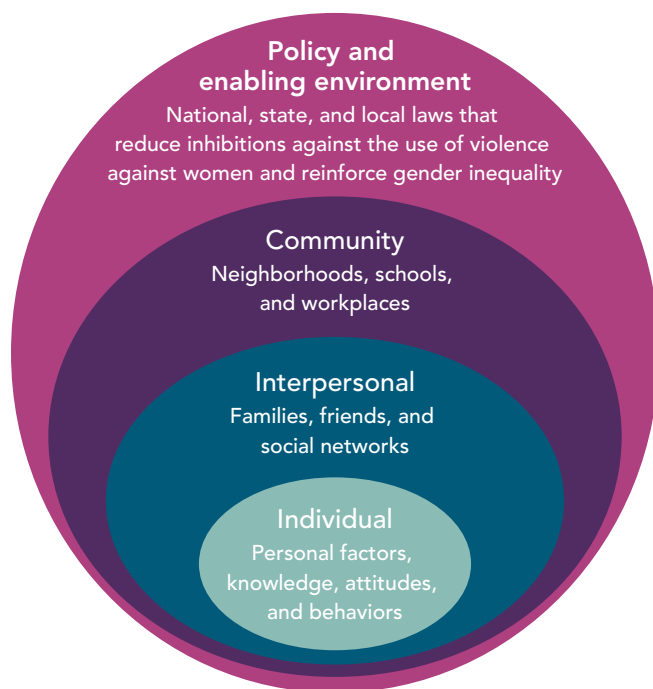 Policy and
enabling environment
National, state, and local laws that
reduce inhibitions against the use of violence
against women and reinforce gender inequality
Community
Neighborhoods, schools,
and workplaces
Interpersonal
Families, friends, and
social networks
Individual
Personal factors,
knowledge, attitudes,
and behaviors